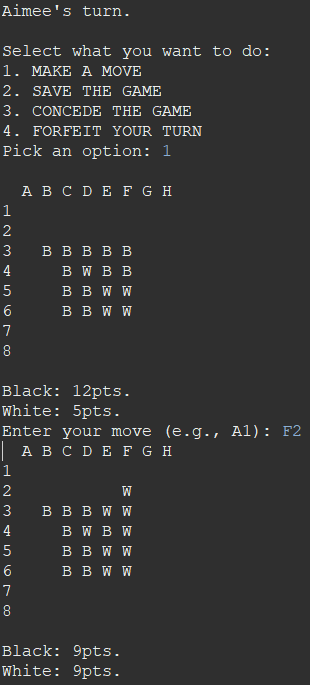 Aimee's turn.

Select what you want to do:
1. MAKE A MOVE
2. SAVE THE GAME
3. CONCEDE THE GAME
4. FORFEIT YOUR TURN
Pick an option: 1

  A B C D E F G H
1
2
3   B B B B B
4     B W B B
5     B B W W
6     B B W W
7
8

Black: 12pts.
White: 5pts.
Enter your move (e.g., A1): F2
  A B C D E F G H
1
2           W
3   B B B W W
4     B W B W
5     B B W W
6     B B W W
7
8

Black: 9pts.
White: 9pts.